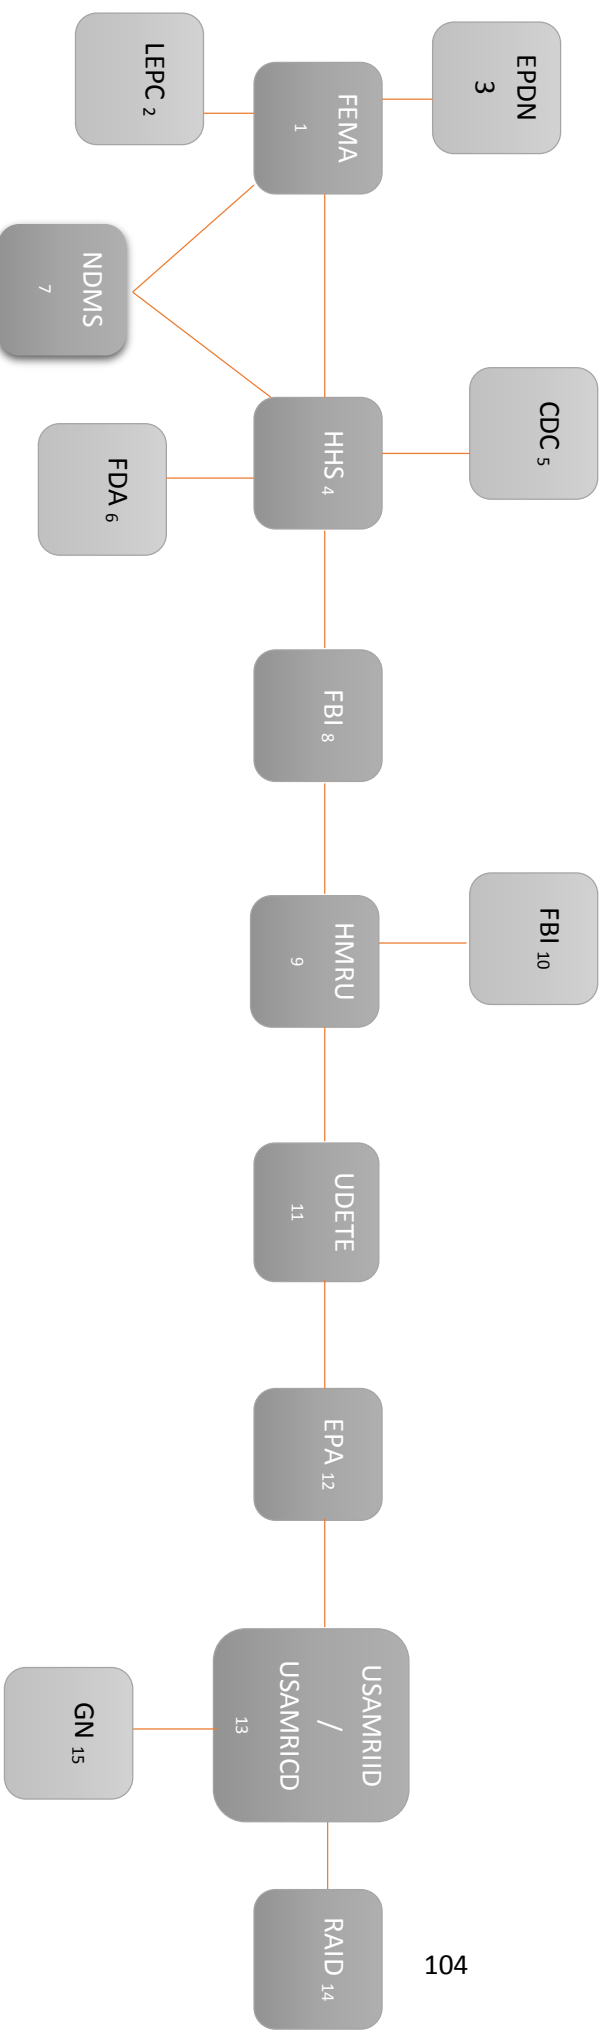 EPDN
3
FEMA
1
LEPC 2
NDMS
7
CDC 5
HHS 4
FDA 6
FBI 8
FBI 10
HMRU
9
UDETE
11
EPA 12
USAMRIID
/
USAMRICD
13
GN 15
RAID 14
104